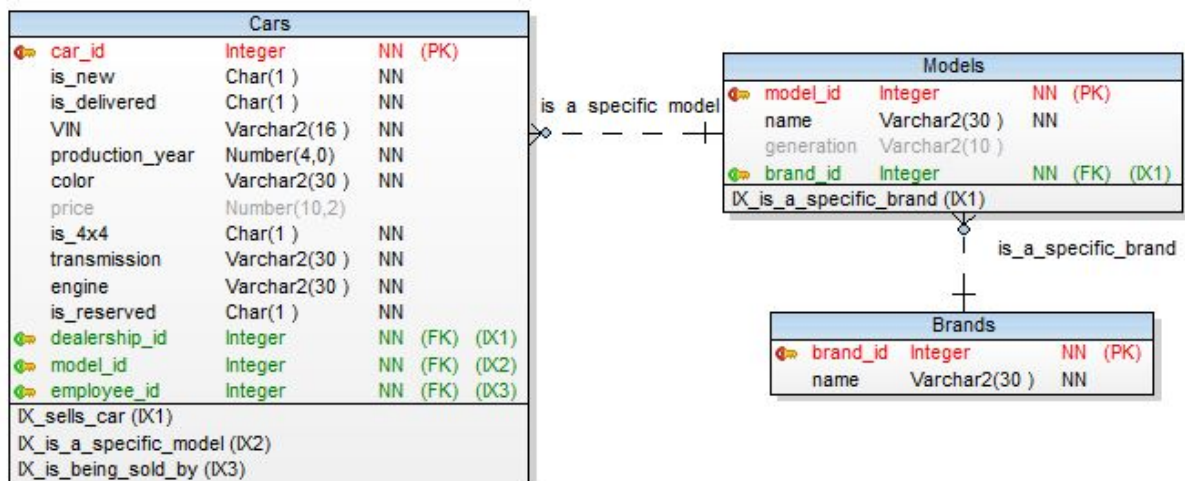 Cars
car_id Integer NN (PK)
is_new Char(1 ) NN
is_delivered Char(1 ) NN
VIN Varchar2(16 ) NN
production_year Number(4,0) NN
color Varchar2(30 ) NN
price Number(10,2)
is_4x4 Char(1 ) NN
transmission Varchar2(30 ) NN
engine Varchar2(30 ) NN
is_reserved Char(1 ) NN
dealership_id Integer NN (FK) (IX1)
model_id Integer NN (FK) (IX2)
employee_id Integer NN (FK) (IX3)
IX_sells_car (IX1)
IX_is_a_specific_model (IX2)
IX_is_being_sold_by (IX3)
is_a_specific_model
Models
model_id Integer NN (PK)
name Varchar2(30 ) NN
generation Varchar2(10 )
brand_id Integer NN (FK) (IX1)
IX_is_a_specific_brand (IX1)
is_a_specific_brand
Brands
brand_id Integer NN (PK)
name Varchar2(30 ) NN